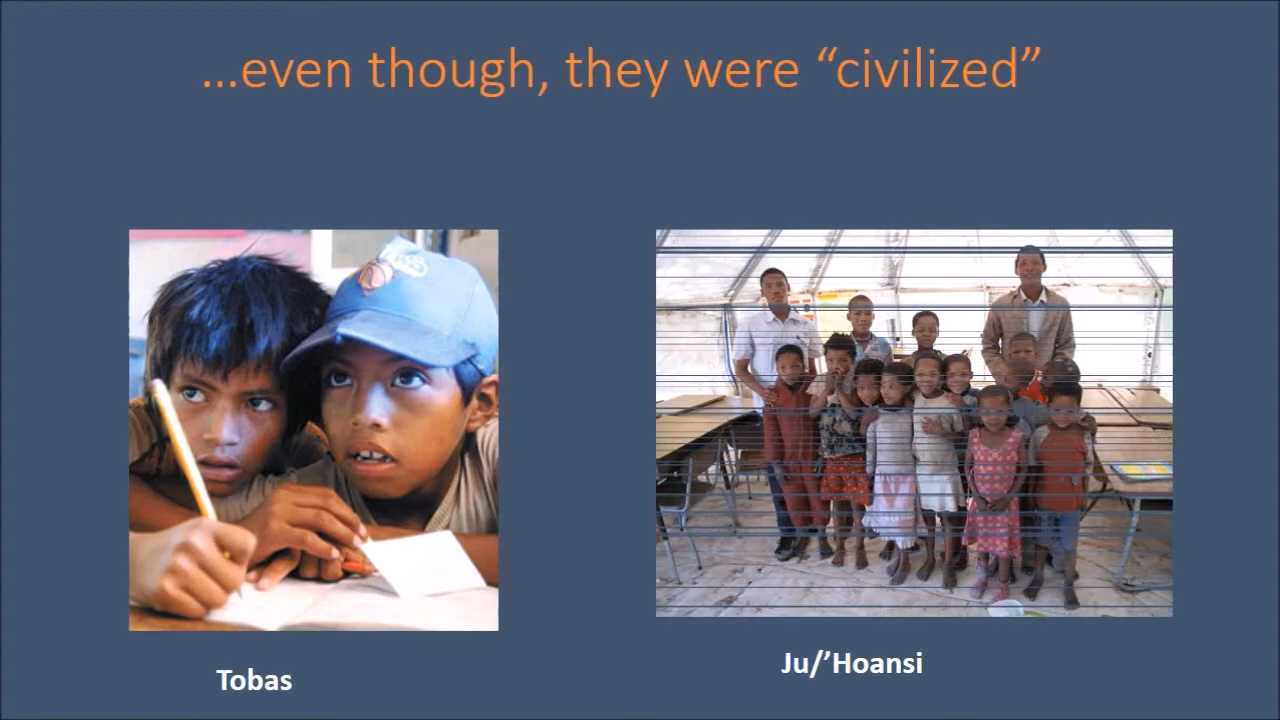 …even though, they were “civilized”
Tobas
Ju/’Hoansi